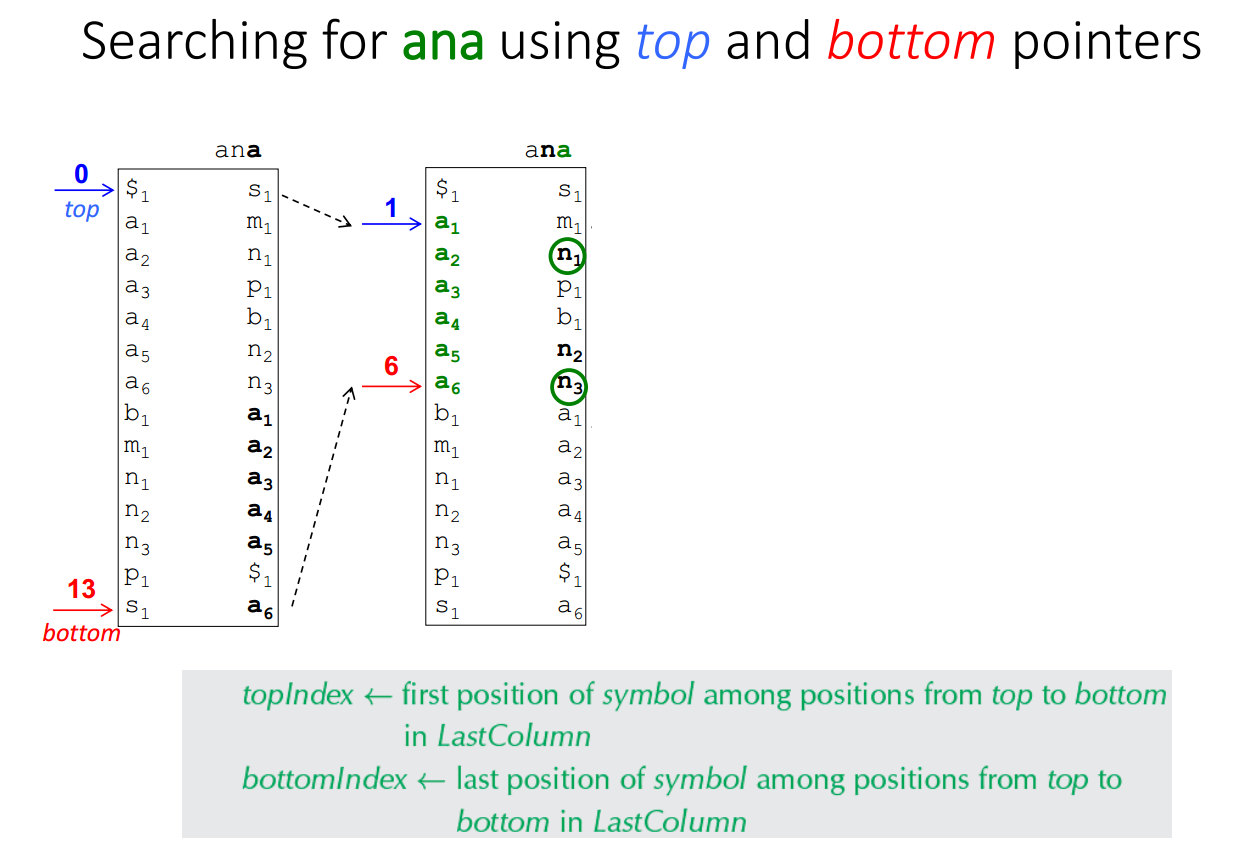 Searching for ana using top and bottom pointers
ana ana
0 $1 s1 $1 s1
top a1 m1 1 a1 m1
a2 n1 a2 n1
a3 p1 a3 p1
a4 b1 a4 b1
a5 n2 a5 n2
a6 n3 6 a6 n3
b1 a1 b1 a1
m1 a2 m1 a2
n1 a3 n1 a3
n2 a4 n2 a4
n3 a5 n3 a5
p1 $1 p1 $1
13 s1 a6 s1 a6
bottom
topIndex ← first position of symbol among positions from top to bottom
in LastColumn
bottomIndex ← last position of symbol among positions from top to
bottom in LastColumn